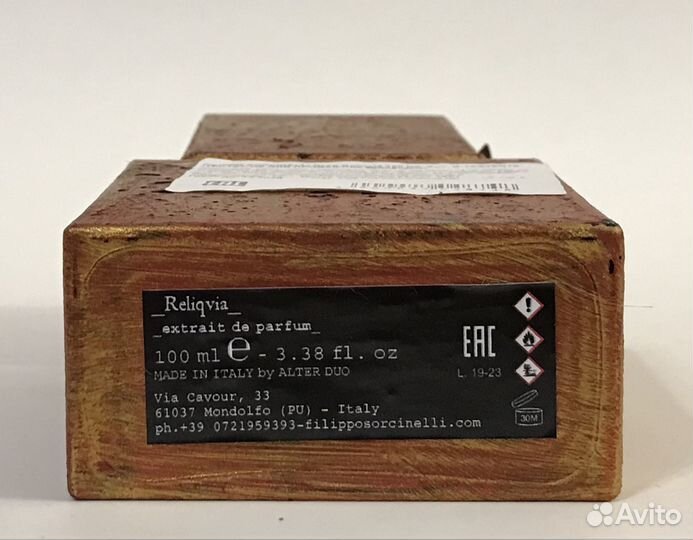 _Reliqvia_
_extrait de parfum_
100 ml e - 3.38 fl. oz
MADE IN ITALY by ALTER DUO
Via Cavour, 33
61037 Mondolfo (PU) - Italy
ph.+39 0721959393-filipposorcinelli.com
EAC
L. 19-23
30M
Avito